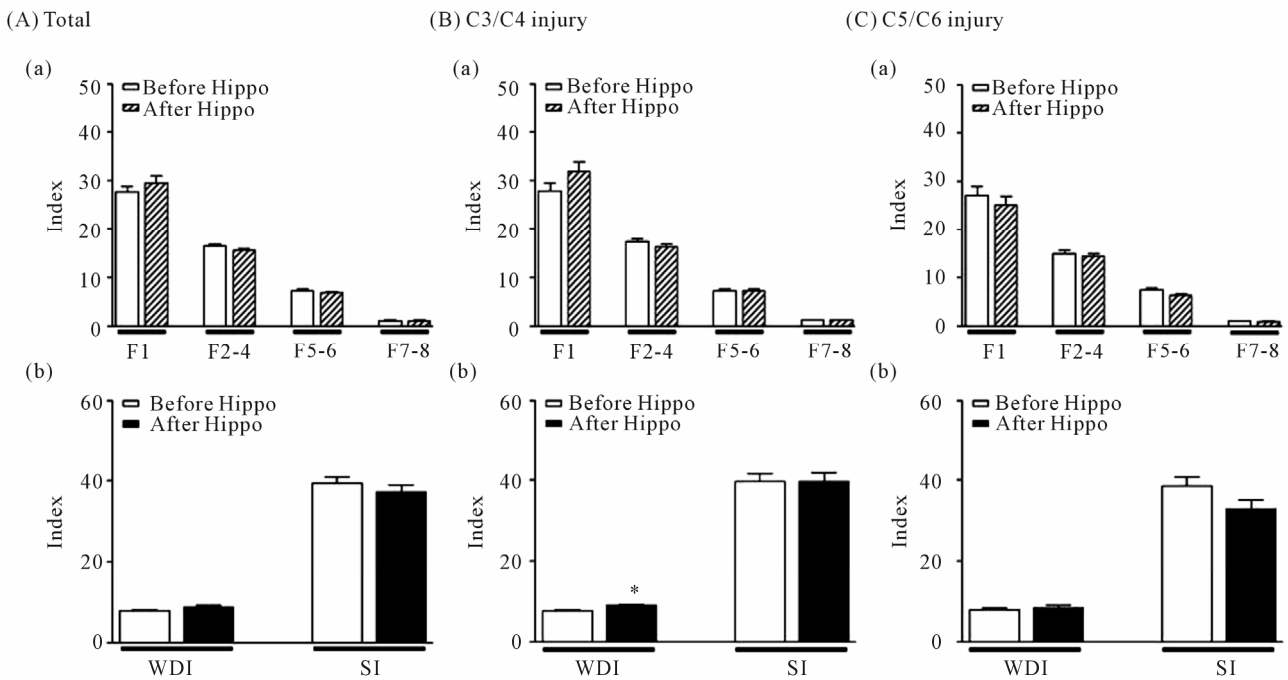 (A) Total
(B) C3/C4 injury
(C) C5/C6 injury
(a)
50
40
30
20
10
0
Index
Before Hippo
After Hippo
F1
F2-4
F5-6
F7-8
(a)
50
40
30
20
10
0
Index
Before Hippo
After Hippo
F1
F2-4
F5-6
F7-8
(a)
50
40
30
20
10
0
Index
Before Hippo
After Hippo
F1
F2-4
F5-6
F7-8
(b)
60
40
20
0
Index
Before Hippo
After Hippo
WDI
SI
(b)
60
40
20
0
Index
Before Hippo
After Hippo
*
WDI
SI
(b)
60
40
20
0
Index
Before Hippo
After Hippo
WDI
SI